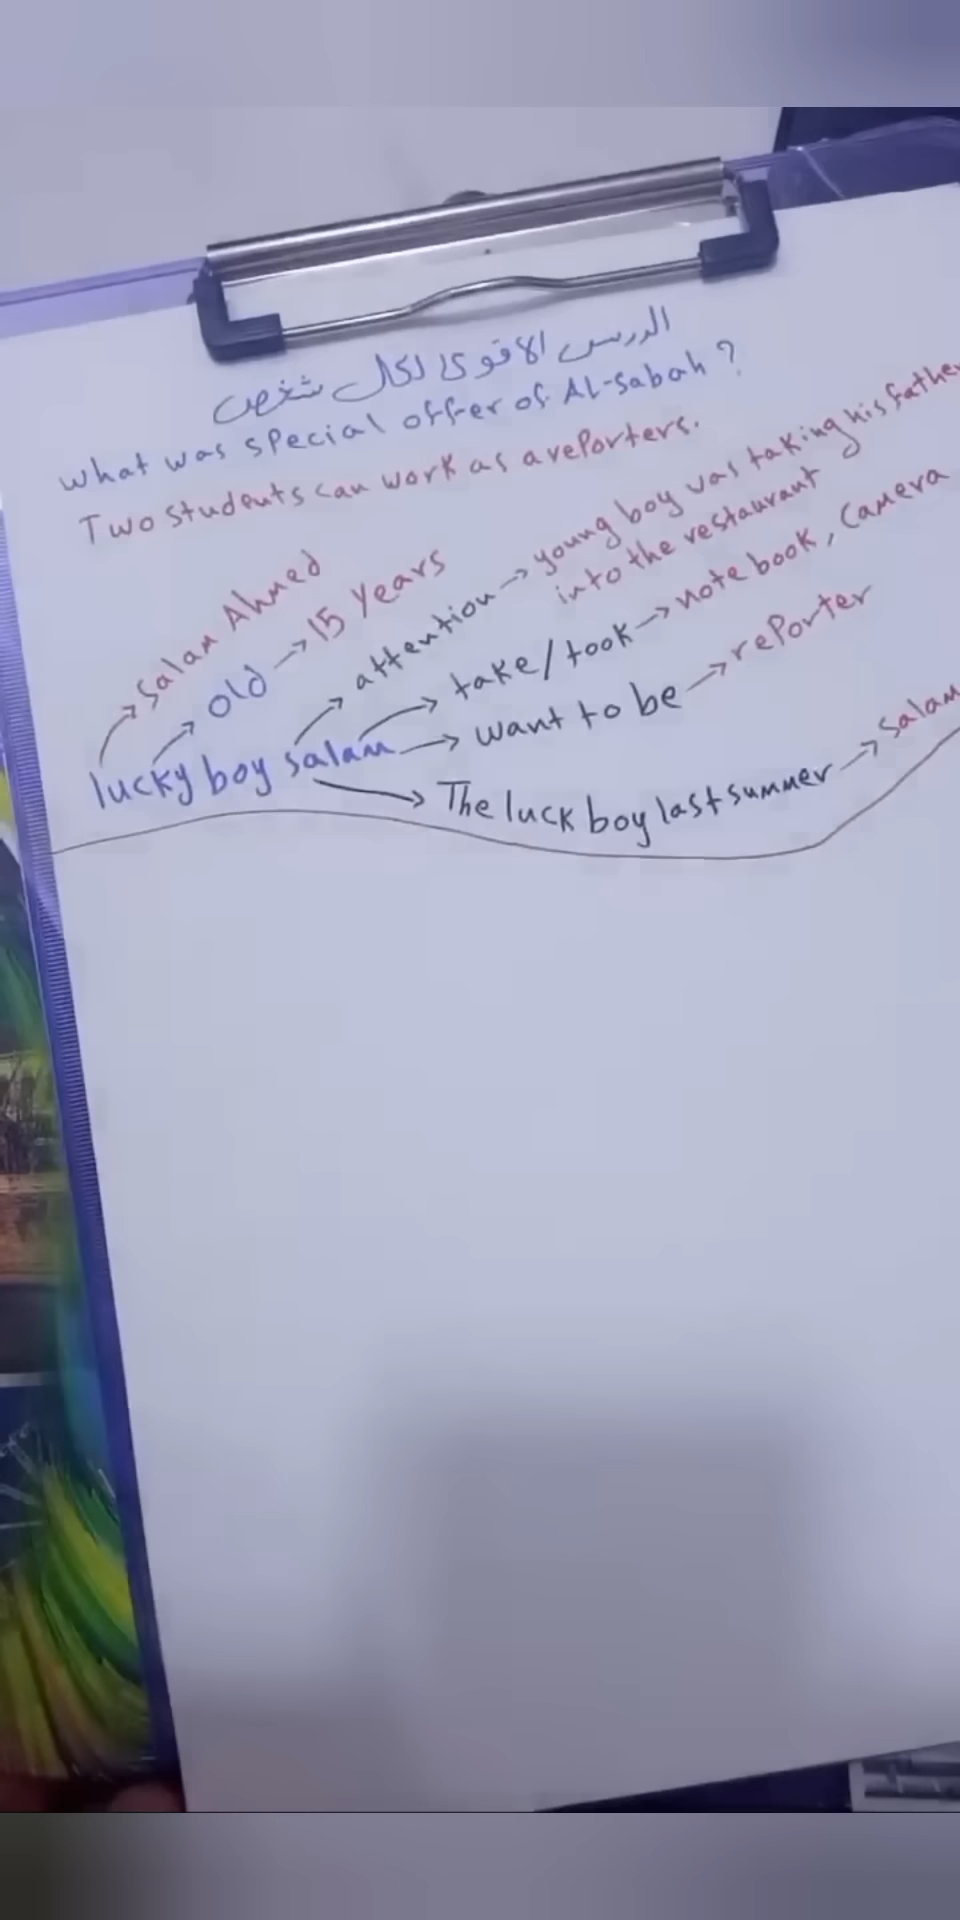 الدرس الاقوى لكل شخص
what was special offer of AL-Sabah ?
Two students can work as a reporters.
Salam Ahmed
old → 15 years
attention → young boy was taking his father
into the restaurant
take/took → note book, camera
want to be → reporter
lucky boy salam
The luck boy last summer → salam